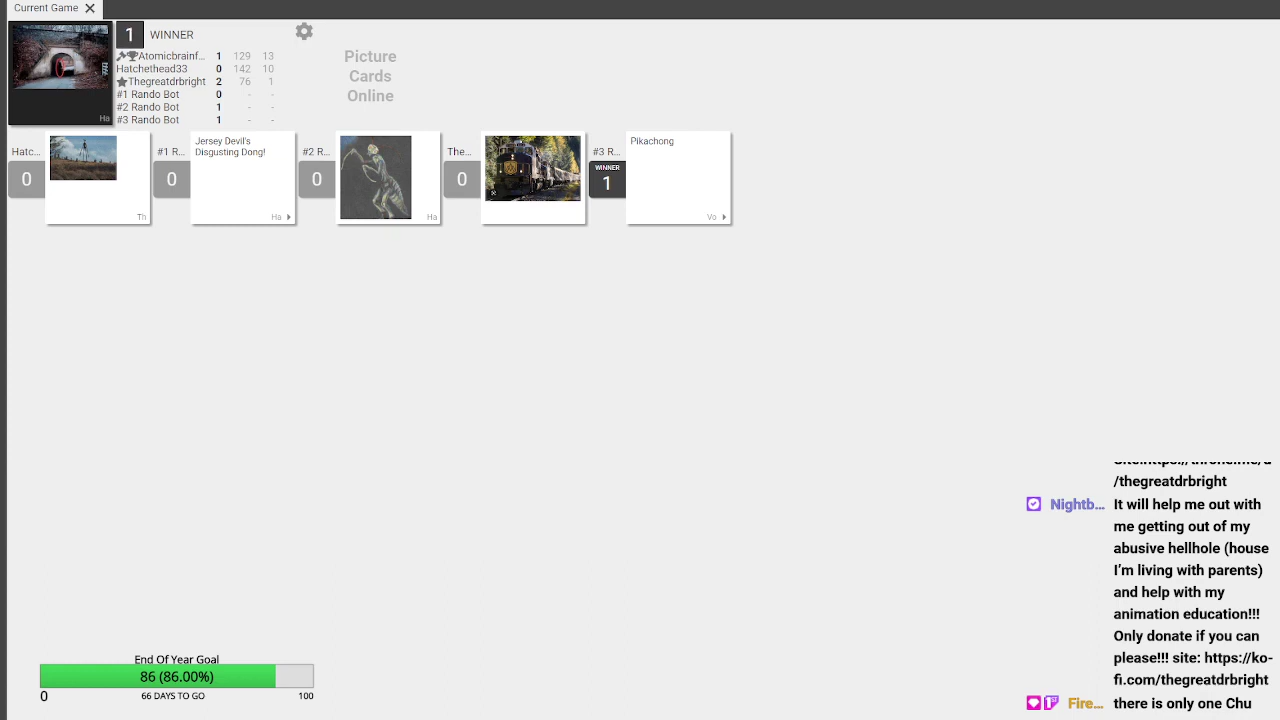 Current Game
1 WINNER
Atomicbrainf... 1 129 13
Hatchethead33 0 142 10
Thegreatdrbright 2 76 1
#1 Rando Bot 0 - -
#2 Rando Bot 1 - -
#3 Rando Bot 1 - -
Ha
Picture
Cards
Online
Hatc...
0
Th
#1 R...
0
Jersey Devil's
Disgusting Dong!
Ha
#2 R...
0
Ha
The...
0
#3 R...
WINNER
1
Pikachong
Vo
/thegreatdrbright
Nightb... It will help me out with
me getting out of my
abusive hellhole (house
I'm living with parents)
and help with my
animation education!!!
Only donate if you can
please!!! site: https://ko-
fi.com/thegreatdrbright
Fire... there is only one Chu
End Of Year Goal
86 (86.00%)
0 66 DAYS TO GO 100